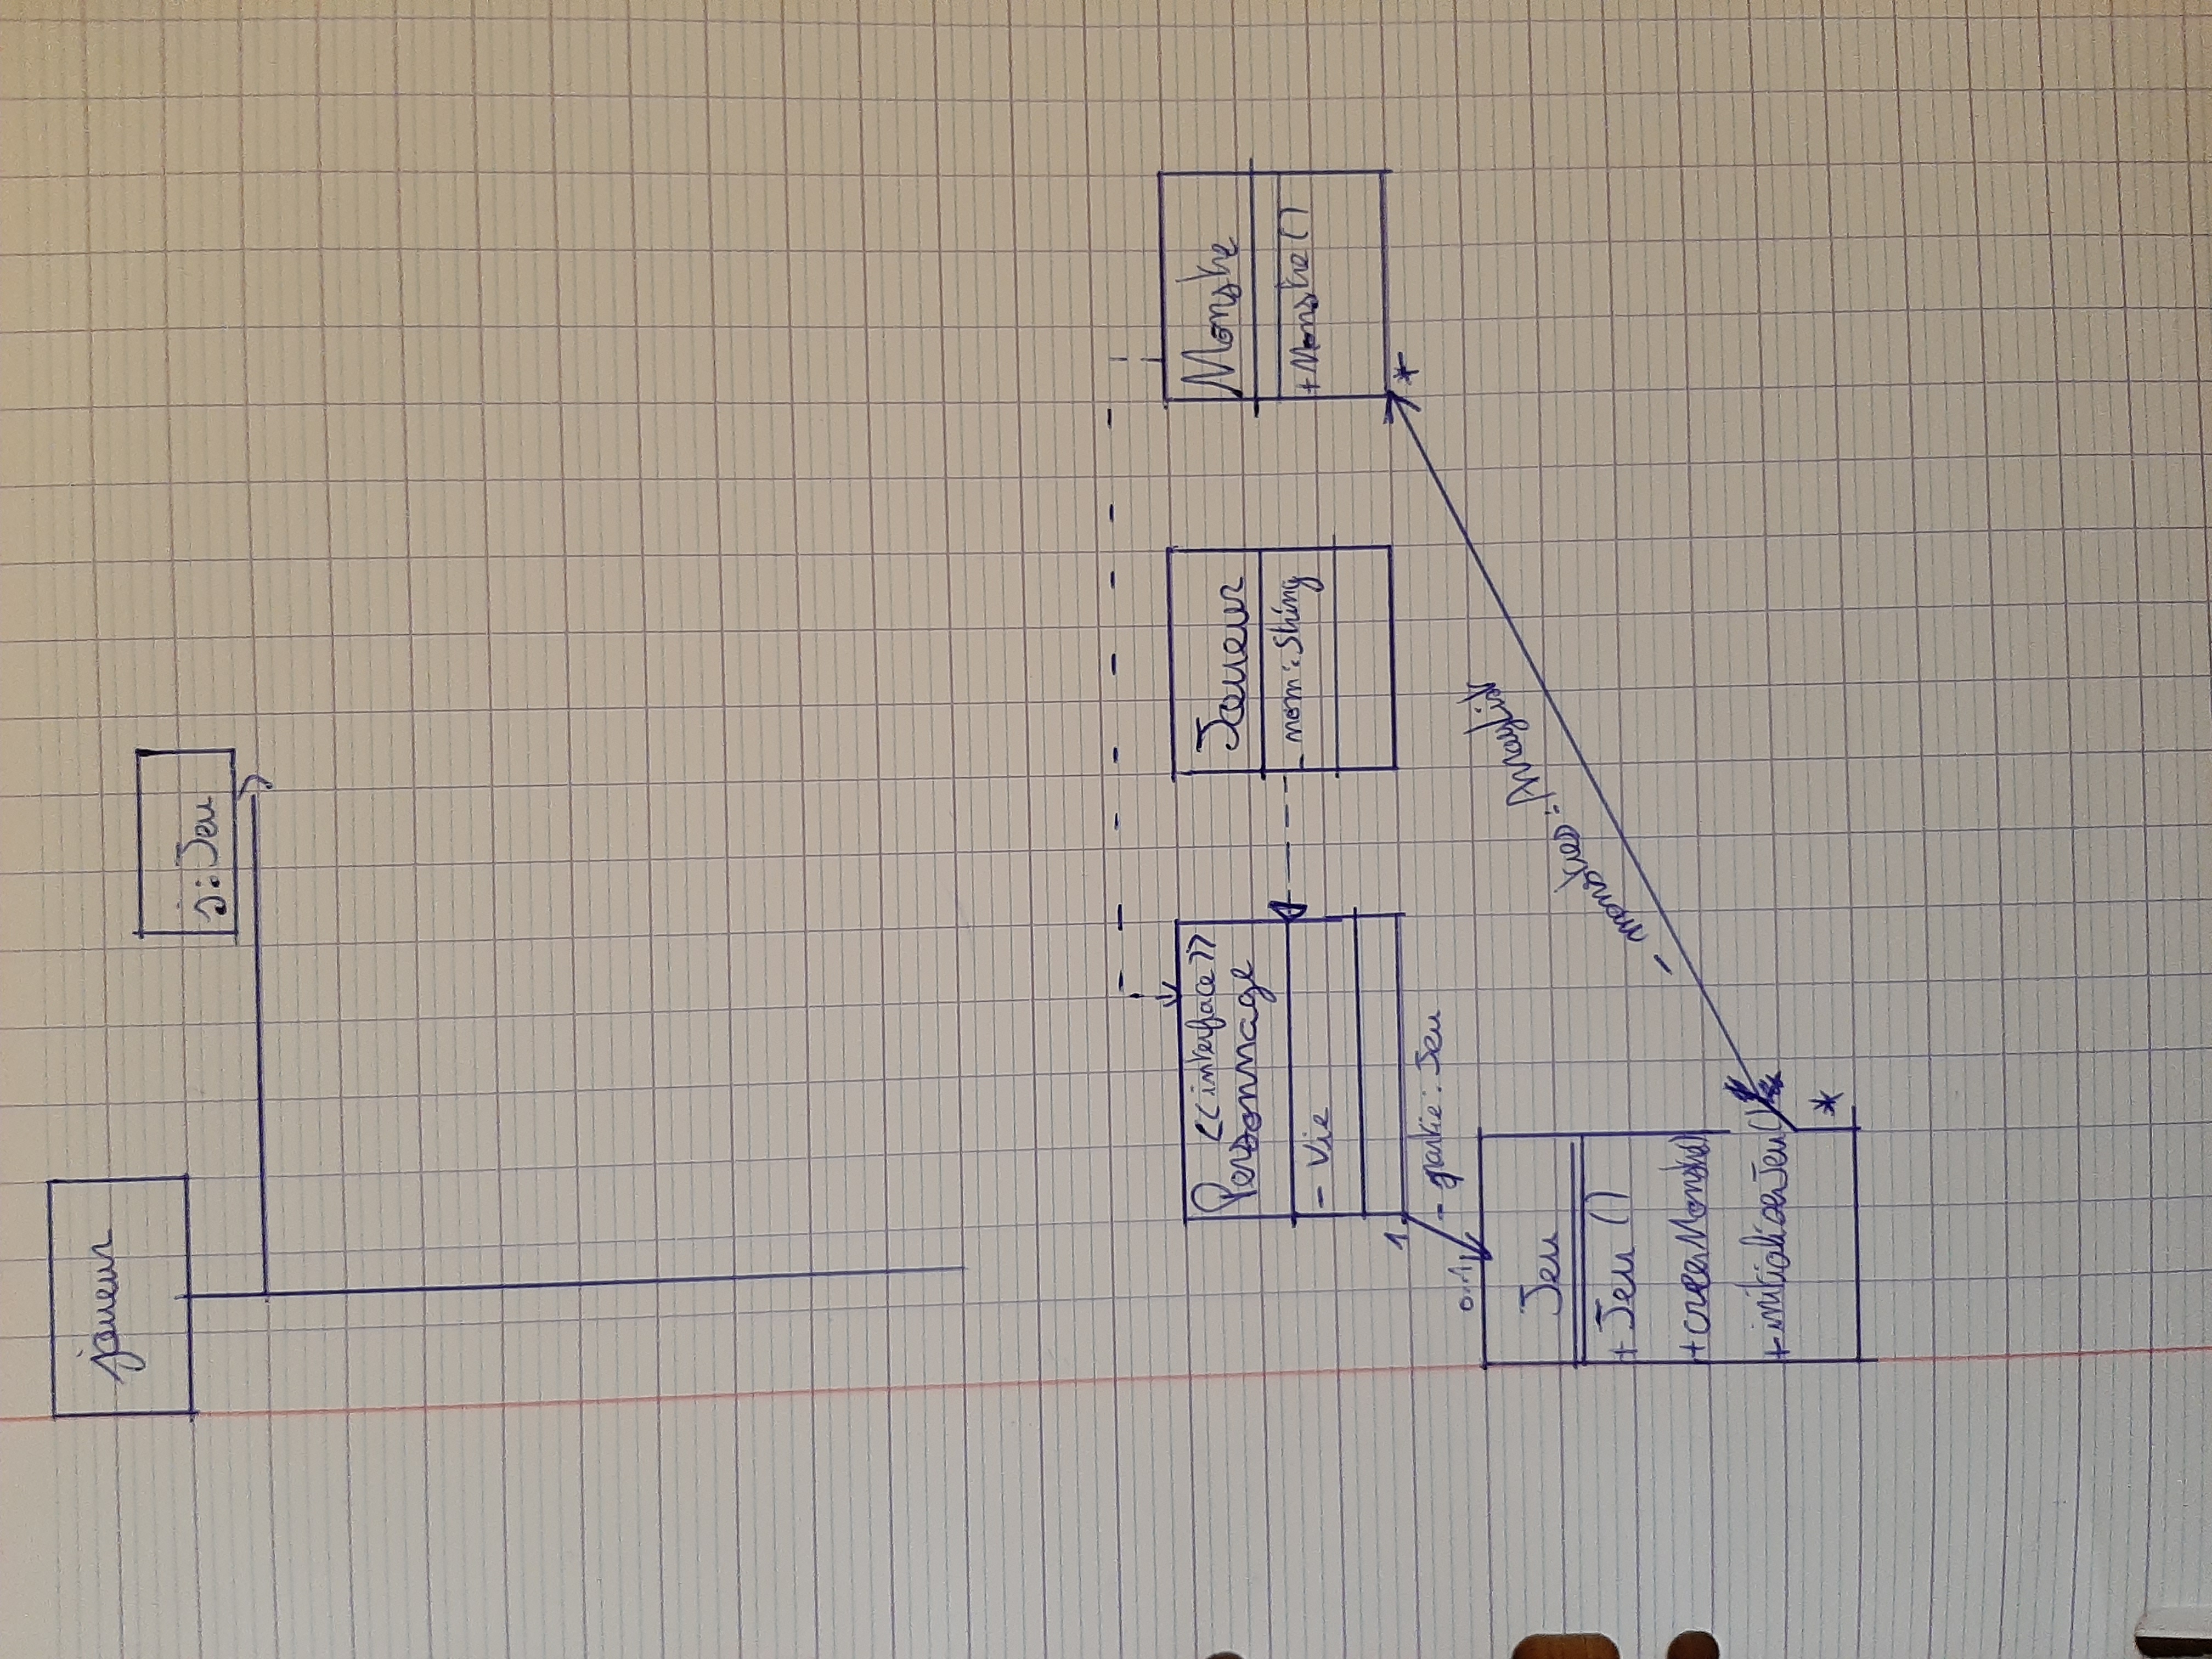 joueur
j: Jeu
<<interface>>
Personnage
- Vie
Joueur
- nom: String
Monstre
+ Monstre ()
1
- partie: Jeu
0..1
*
Jeu
+ Jeu ()
+ creerMonstre()
+ initialiserJeu()
- monstres: ArrayList
*